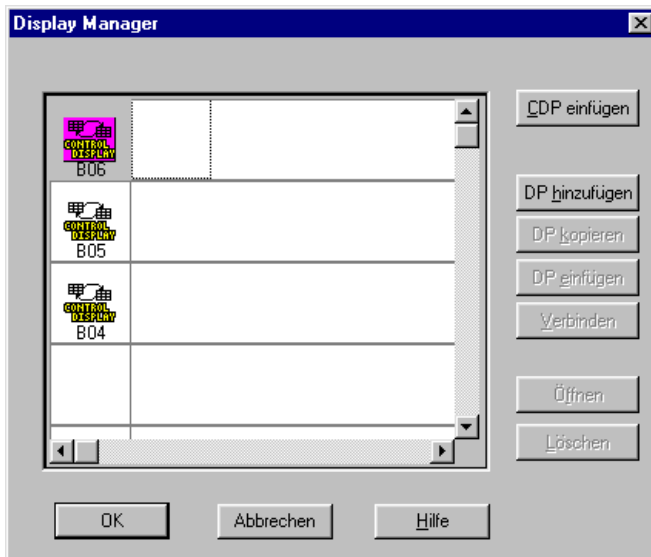 Display Manager
CONTROL
DISPLAY
B06
CONTROL
DISPLAY
B05
CONTROL
DISPLAY
B04
CDP einfügen
DP hinzufügen
DP kopieren
DP einfügen
Verbinden
Öffnen
Löschen
OK
Abbrechen
Hilfe